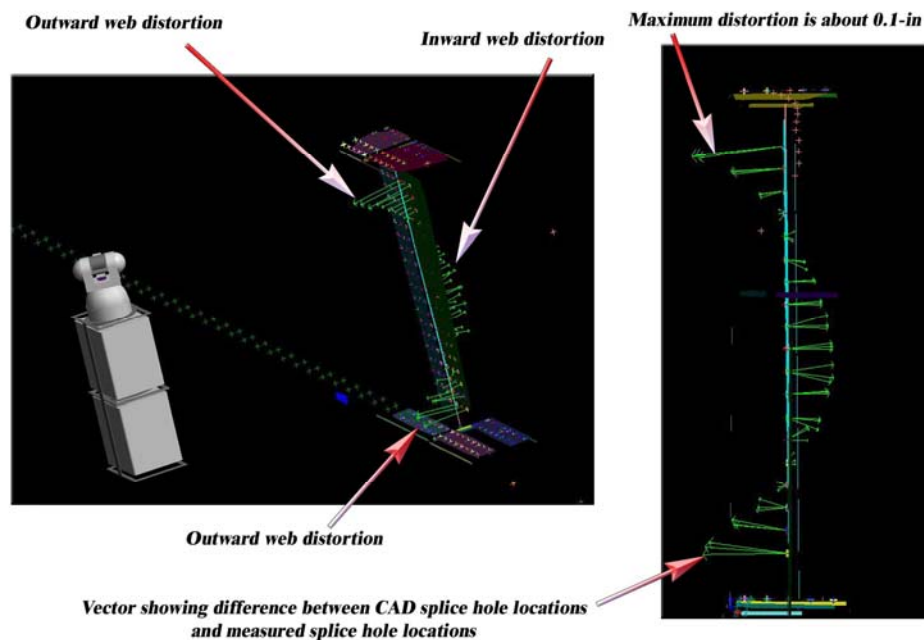 Outward web distortion
Inward web distortion
Maximum distortion is about 0.1-in
Outward web distortion
Vector showing difference between CAD splice hole locations
and measured splice hole locations